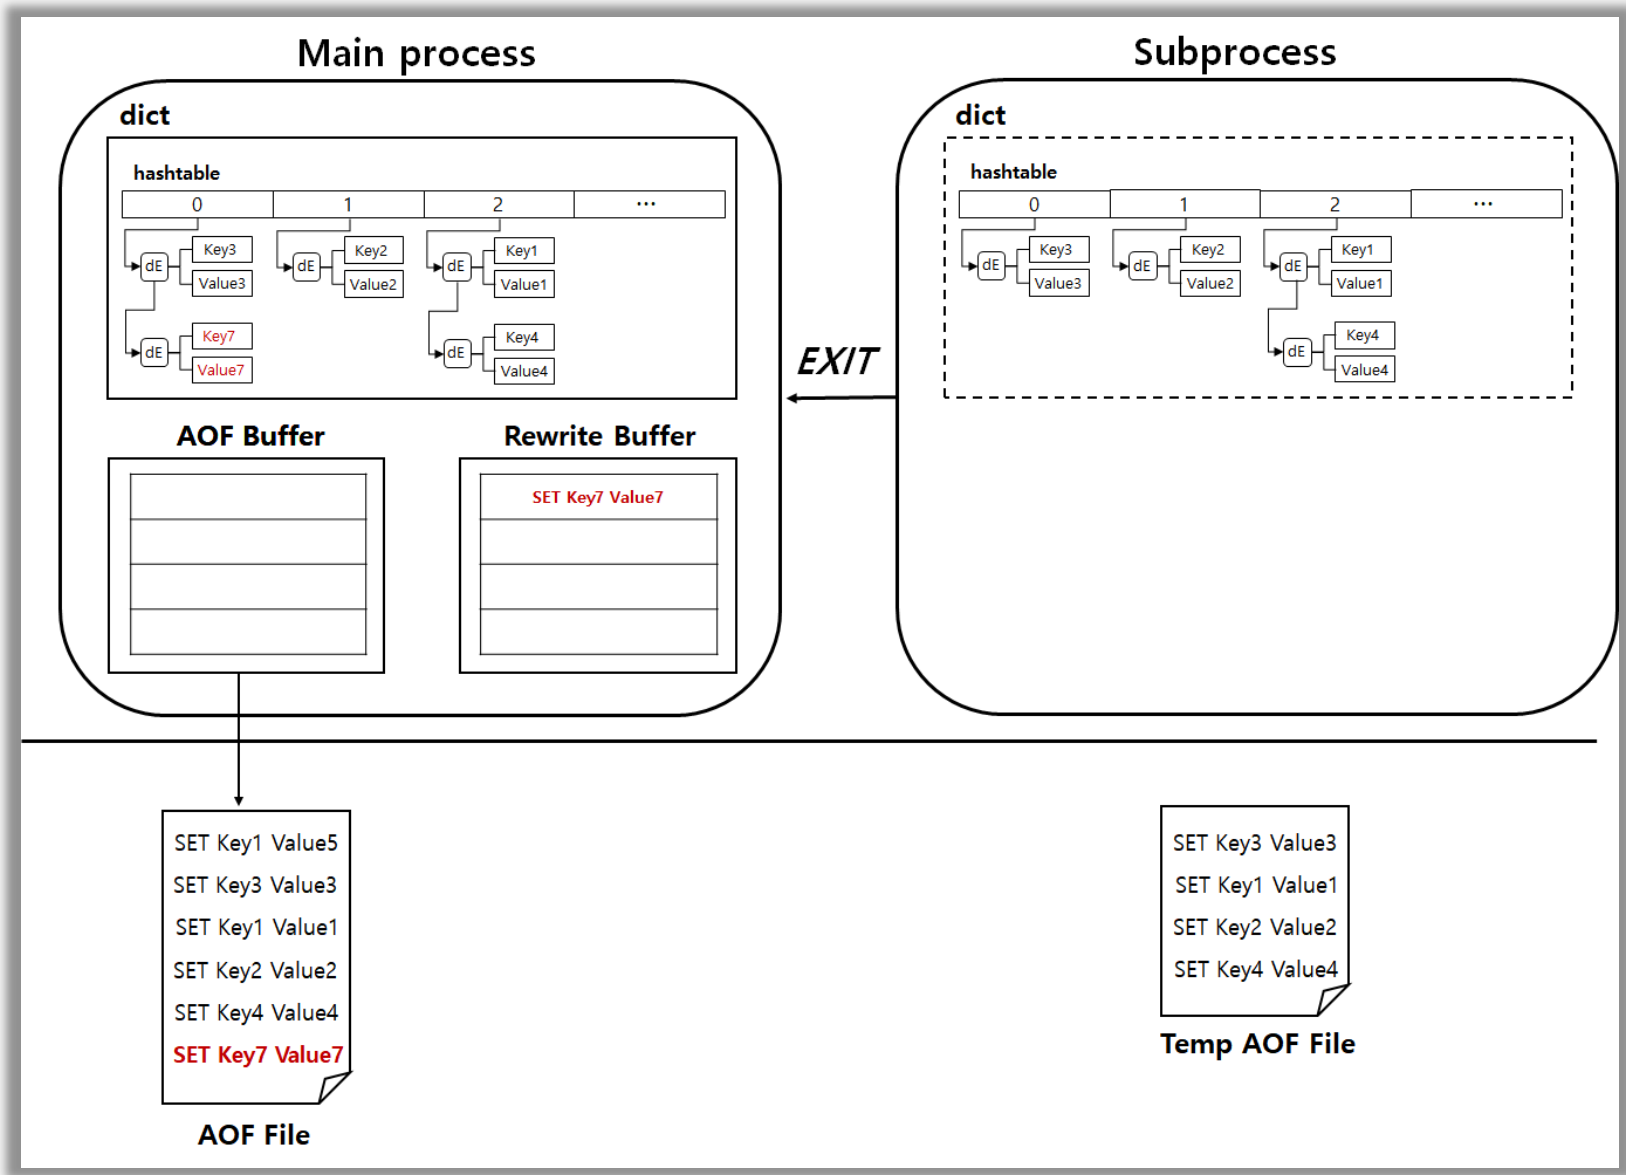 Main process
dict
hashtable
0 1 2 ...
dE Key3 Value3
dE Key7 Value7
dE Key2 Value2
dE Key1 Value1
dE Key4 Value4
AOF Buffer
Rewrite Buffer
SET Key7 Value7
EXIT
Subprocess
dict
hashtable
0 1 2 ...
dE Key3 Value3
dE Key2 Value2
dE Key1 Value1
dE Key4 Value4
SET Key1 Value5
SET Key3 Value3
SET Key1 Value1
SET Key2 Value2
SET Key4 Value4
SET Key7 Value7
AOF File
SET Key3 Value3
SET Key1 Value1
SET Key2 Value2
SET Key4 Value4
Temp AOF File